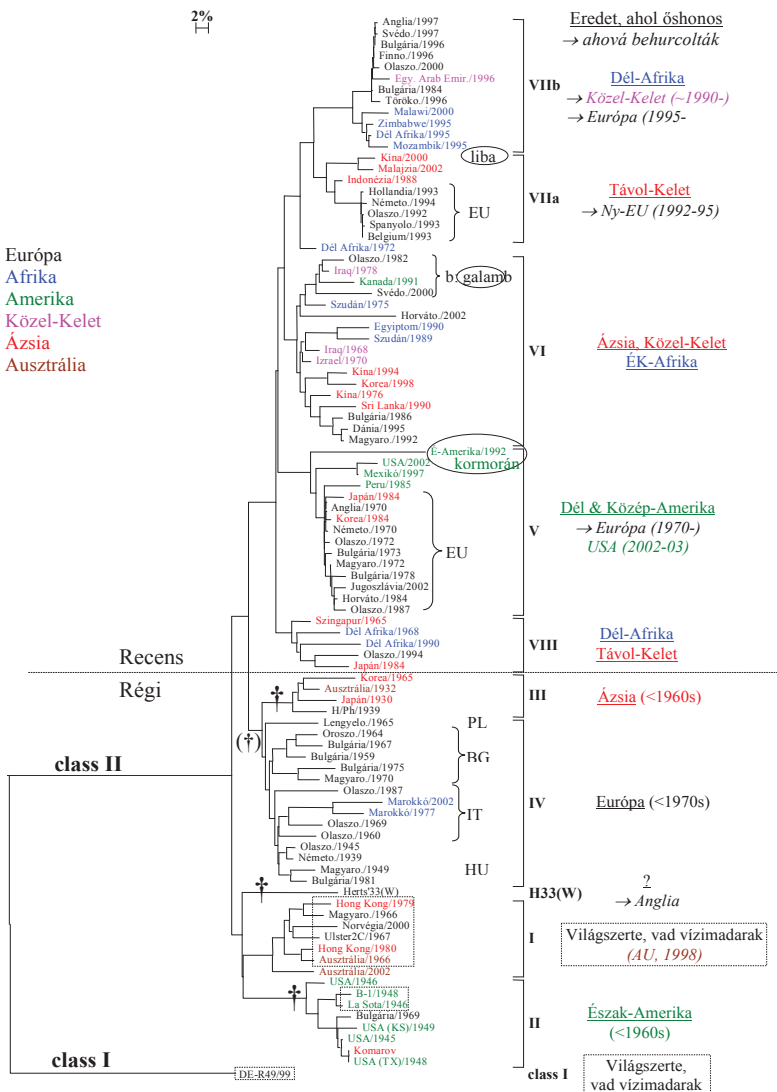 2%
Anglia/1997
Svédo./1997
Bulgária/1996
Finno./1996
Olaszo./2000
Egy. Arab Emir./1996
Bulgária/1984
Töröko./1996
Malawi/2000
Zimbabwe/1995
Dél Afrika/1995
Mozambik/1995
Kína/2000
liba
Malajzia/2002
Indonézia/1988
Hollandia/1993
Németo./1994
Olaszo./1992
EU
Spanyolo./1993
Belgium/1993
Dél Afrika/1972
Olaszo./1982
Iraq/1978
Kanada/1991
b: galamb
Svédo./2000
Szudán/1975
Horváto./2002
Egyiptom/1990
Szudán/1989
Iraq/1968
Izrael/1970
Kína/1994
Korea/1998
Kína/1976
Sri Lanka/1990
Bulgária/1986
Dánia/1995
Magyaro./1992
É-Amerika/1992
kormorán
USA/2002
Mexikó/1997
Peru/1985
Japán/1984
Anglia/1970
Korea/1984
Németo./1970
Olaszo./1972
Bulgária/1973
EU
Magyaro./1972
Bulgária/1978
Jugoszlávia/2002
Horváto./1984
Olaszo./1987
Szingapur/1965
Dél Afrika/1968
Dél Afrika/1990
Olaszo./1994
Japán/1984
Korea/1965
Ausztrália/1932
Japán/1930
H/Ph/1939
Lengyelo./1965
PL
Oroszo./1964
Bulgária/1967
BG
Bulgária/1959
Bulgária/1975
Magyaro./1970
Olaszo./1987
Marokkó/2002
Marokkó/1977
IT
Olaszo./1969
Olaszo./1960
Olaszo./1945
Németo./1939
Magyaro./1949
HU
Bulgária/1981
Herts'33(W)
Hong Kong/1979
Magyaro./1966
Norvégia/2000
Ulster2C/1967
Hong Kong/1980
Ausztrália/1966
Ausztrália/2002
USA/1946
B-1/1948
La Sota/1946
Bulgária/1969
USA (KS)/1949
USA/1945
Komarov
USA (TX)/1948
DE-R49/99
Európa
Afrika
Amerika
Közel-Kelet
Ázsia
Ausztrália
Recens
Régi
†
(†)
class II
†
†
class I
Eredet, ahol őshonos
→ ahová behurcolták
VIIb
Dél-Afrika
→ Közel-Kelet (~1990-)
→ Európa (1995-
VIIa
Távol-Kelet
→ Ny-EU (1992-95)
VI
Ázsia, Közel-Kelet
ÉK-Afrika
V
Dél & Közép-Amerika
→ Európa (1970-)
USA (2002-03)
VIII
Dél-Afrika
Távol-Kelet
III
Ázsia (<1960s)
IV
Európa (<1970s)
H33(W)
?
→ Anglia
I
Világszerte, vad vízimadarak
(AU, 1998)
II
Észak-Amerika
(<1960s)
class I
Világszerte,
vad vízimadarak